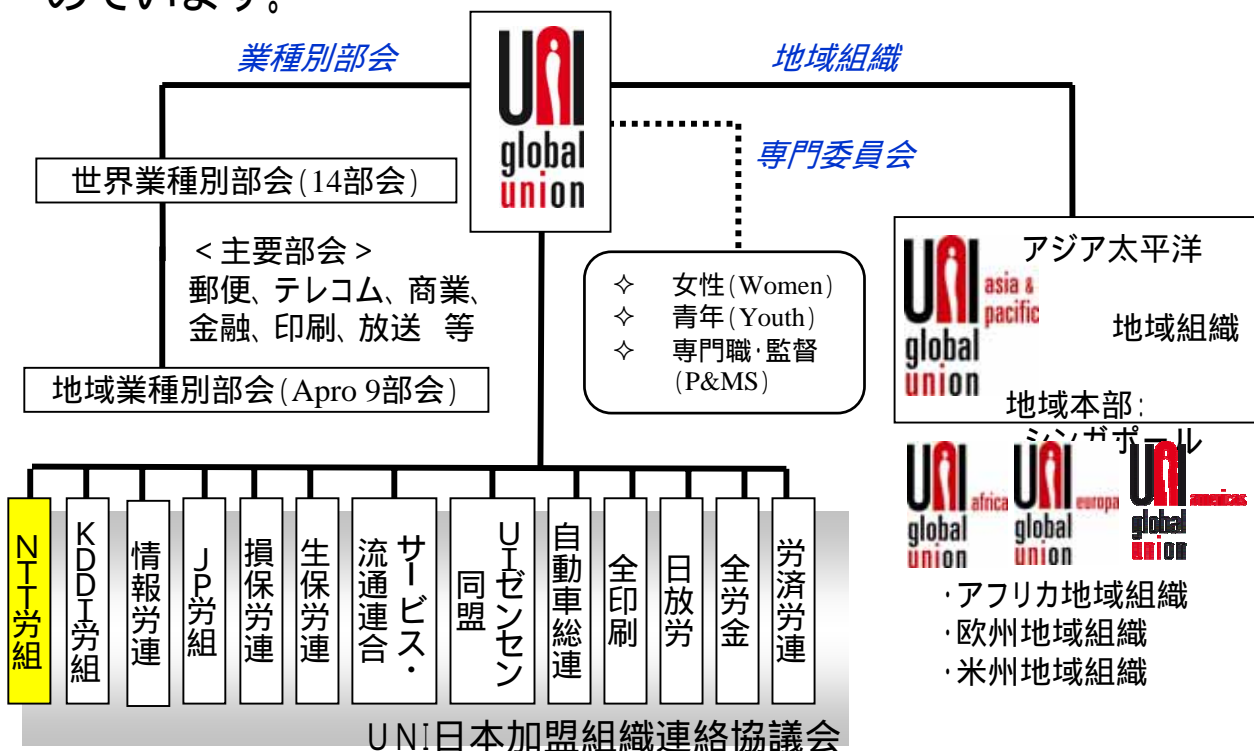 めています。
業種別部会
地域組織
UNI
global
union
専門委員会
世界業種別部会(14部会)
<主要部会>
郵便、テレコム、商業、
金融、印刷、放送 等
地域業種別部会(Apro 9部会)
✧ 女性(Women)
✧ 青年(Youth)
✧ 専門職・監督
(P&MS)
UNI
asia &
pacific
global
union
アジア太平洋
地域組織
地域本部:
シンガポール
UNI africa
global
union
UNI europa
global
union
UNI americas
global
union
・アフリカ地域組織
・欧州地域組織
・米州地域組織
NTT労組
KDDI労組
情報労連
JP労組
損保労連
生保労連
サービス・
流通連合
UIゼンセン
同盟
自動車総連
全印刷
日放労
全労金
労済労連
UNI日本加盟組織連絡協議会